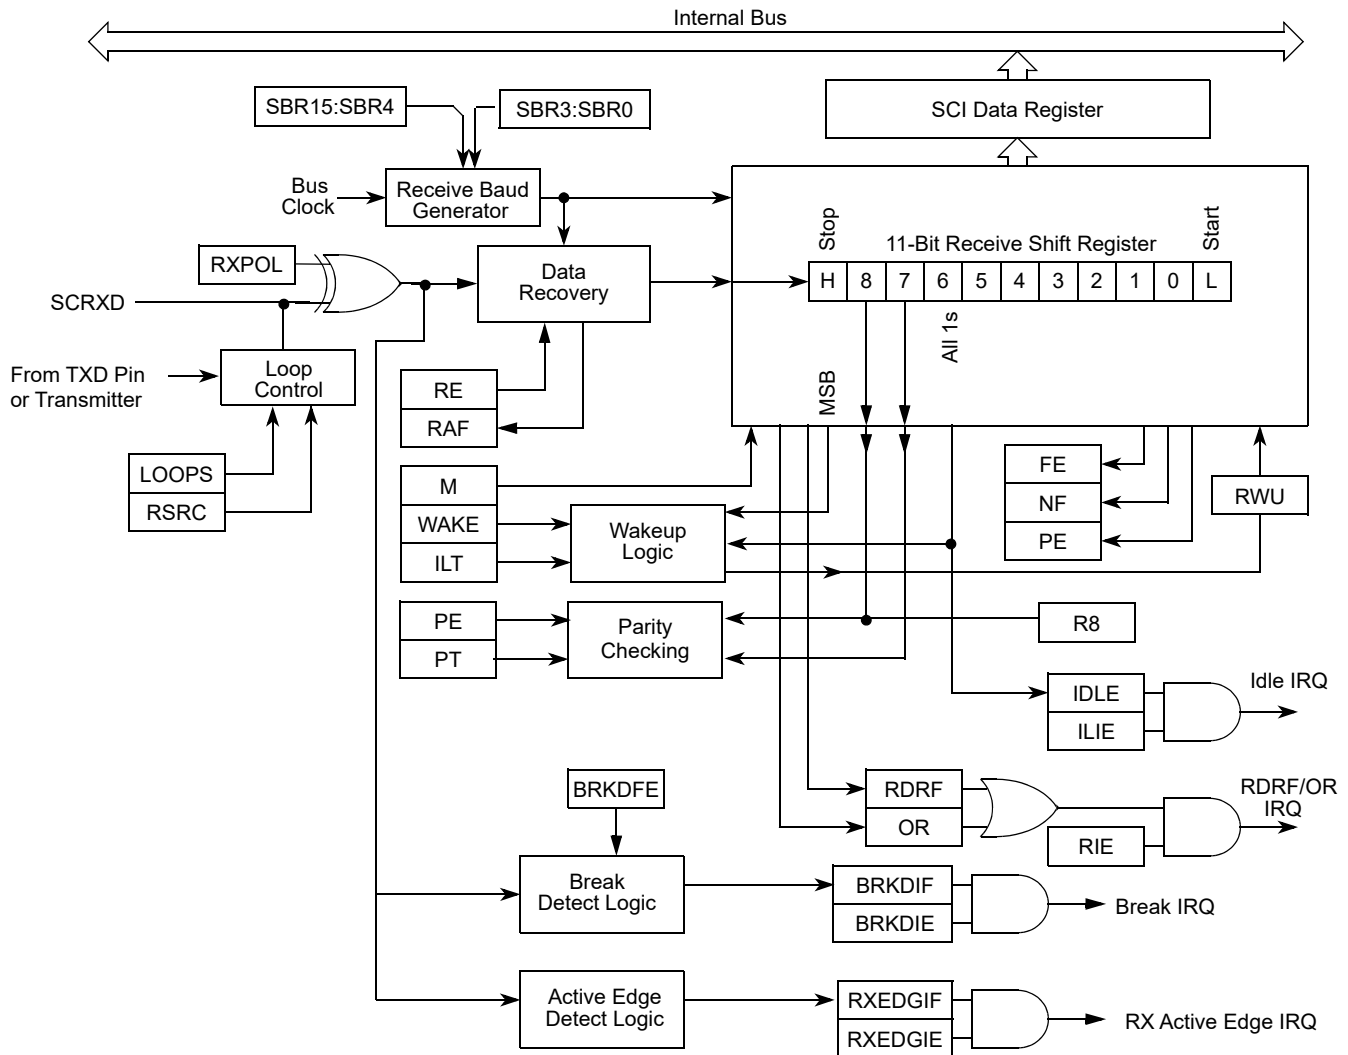 Internal Bus
SBR15:SBR4
SBR3:SBR0
SCI Data Register
Bus
Clock
Receive Baud
Generator
Stop
11-Bit Receive Shift Register
Start
RXPOL
Data
Recovery
H 8 7 6 5 4 3 2 1 0 L
SCRXD
All 1s
From TXD Pin
or Transmitter
Loop
Control
RE
RAF
MSB
LOOPS
RSRC
M
WAKE
ILT
Wakeup
Logic
FE
NF
PE
RWU
PE
PT
Parity
Checking
R8
IDLE
ILIE
Idle IRQ
BRKDFE
RDRF
OR
RIE
RDRF/OR
IRQ
Break
Detect Logic
BRKDIF
BRKDIE
Break IRQ
Active Edge
Detect Logic
RXEDGIF
RXEDGIE
RX Active Edge IRQ